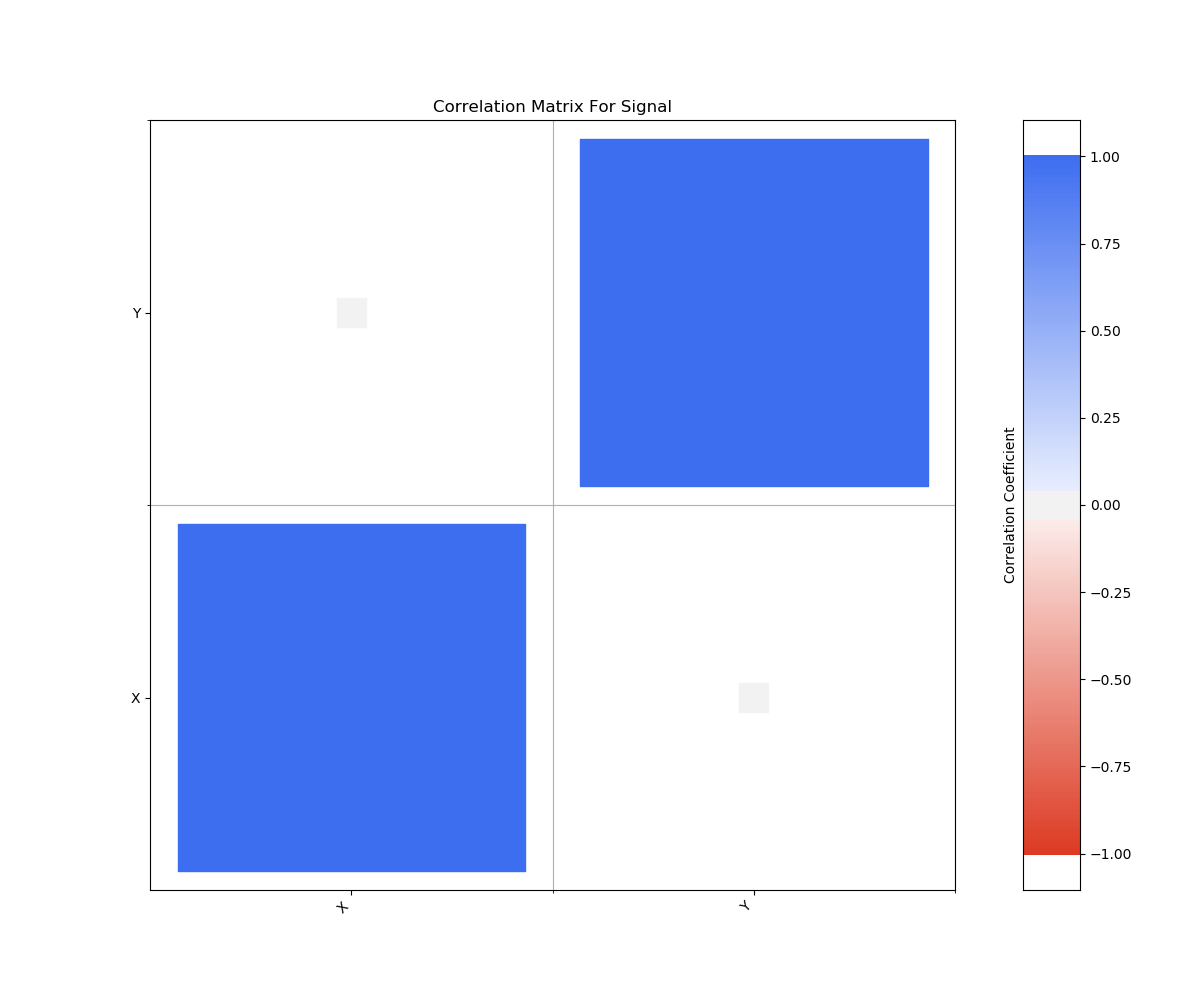 Correlation Matrix For Signal
Y
X
X
Y
Correlation Coefficient
1.00
0.75
0.50
0.25
0.00
−0.25
−0.50
−0.75
−1.00